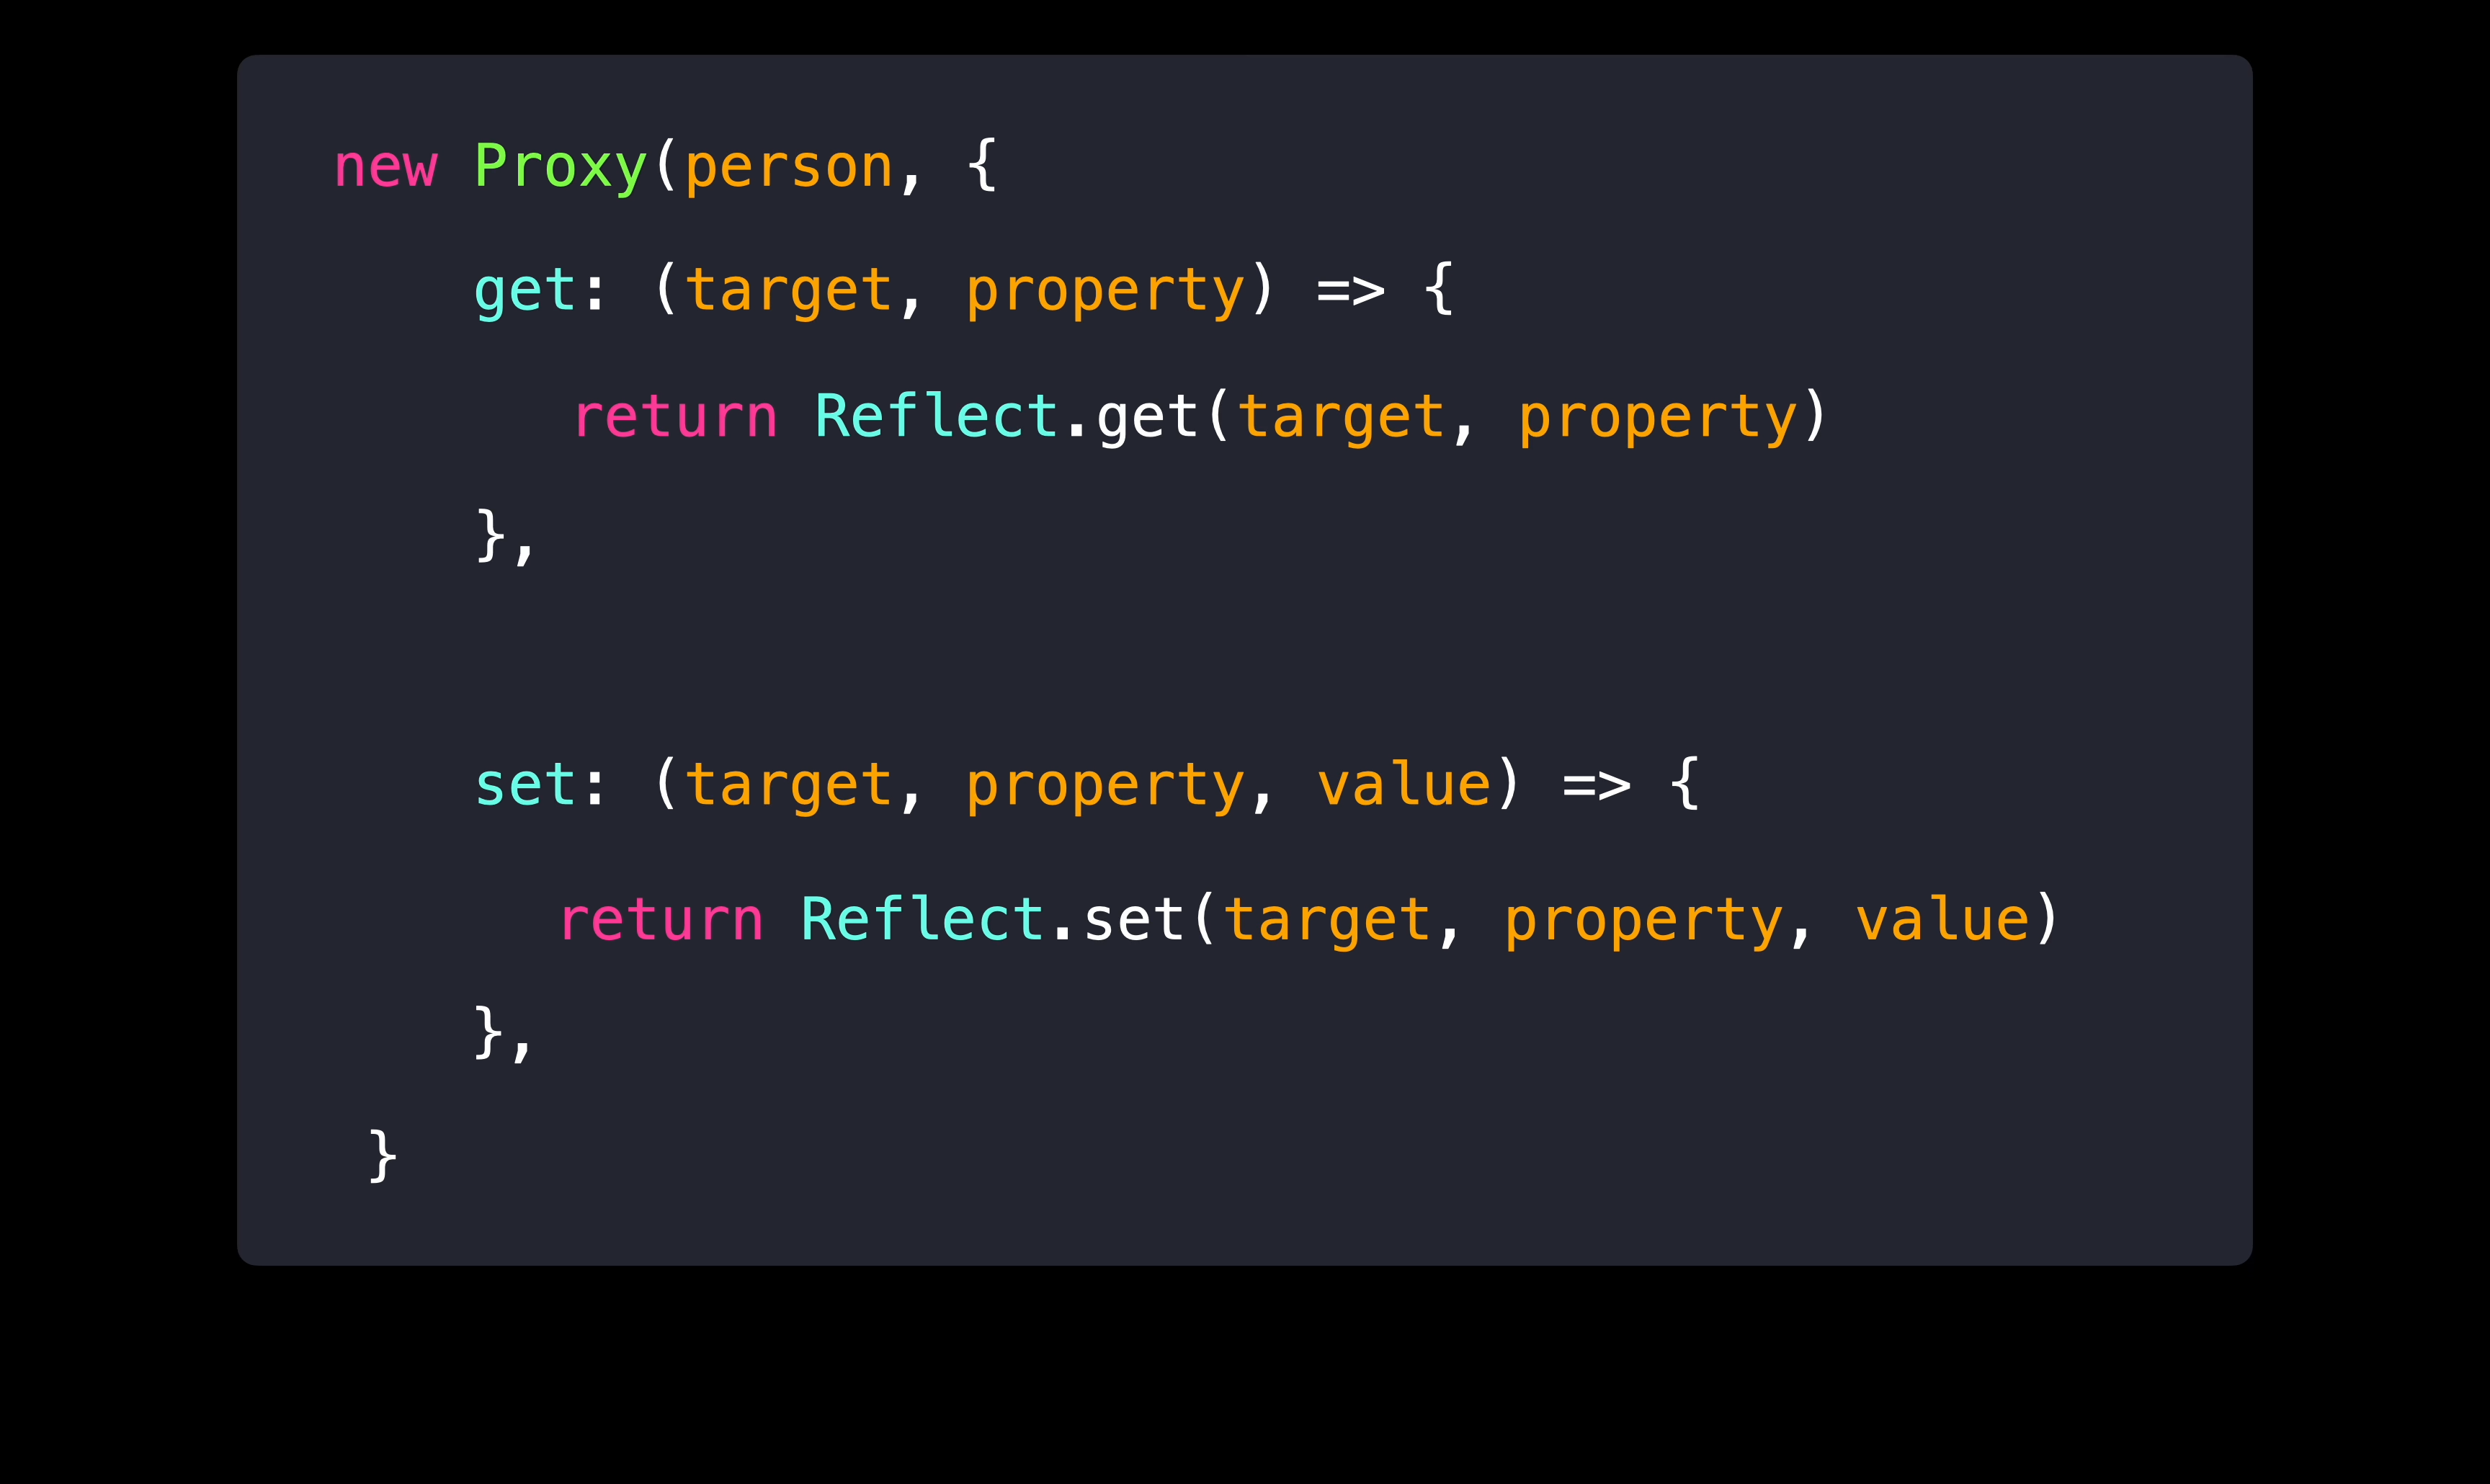 new Proxy(person, {
get: (target, property) => {
return Reflect.get(target, property)
},
set: (target, property, value) => {
return Reflect.set(target, property, value)
},
}